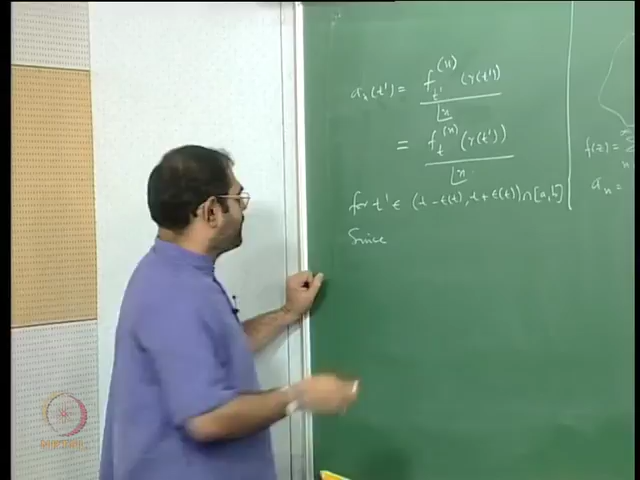 a_n(t') = f_{t'}^{(n)} (γ(t')) / ⌊n
= f_t^{(n)} (γ(t')) / ⌊n
for t' ∈ (t - ε(t), t + ε(t)) ∩ [a, b]
Since
f(z) = Σ
a_n =